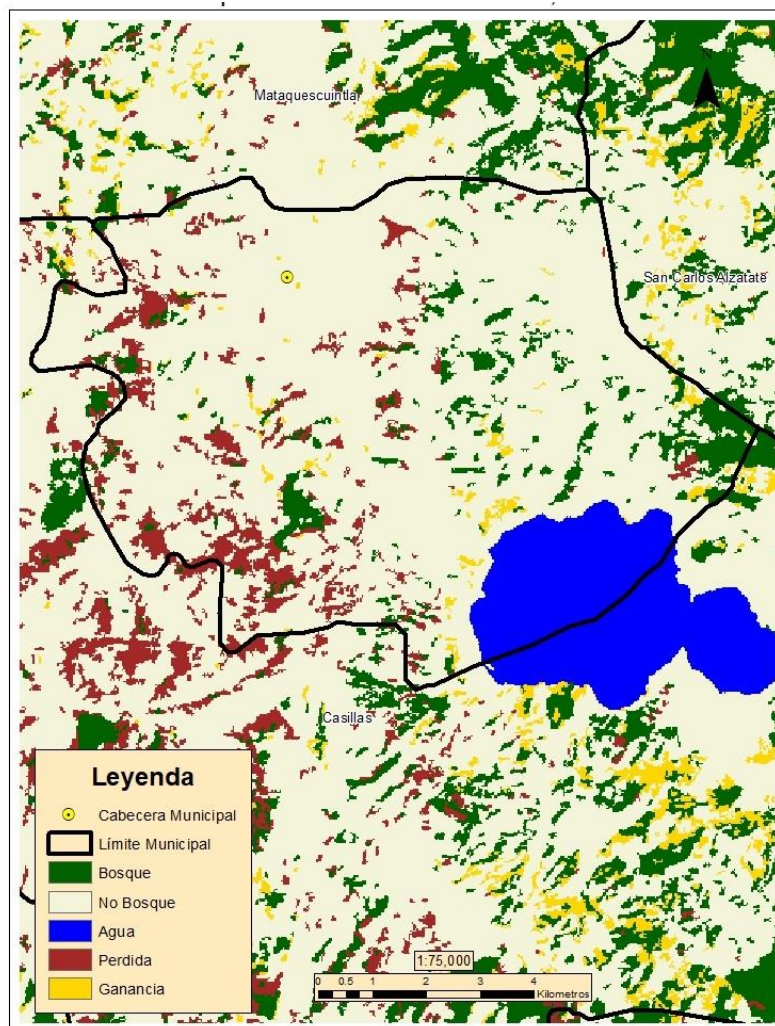 Mataquescuintla
N
San Carlos Alzatate
Casillas
Leyenda
Cabecera Municipal
Límite Municipal
Bosque
No Bosque
Agua
Perdida
Ganancia
1:75,000
0 0.5 1 2 3 4
Kilometros